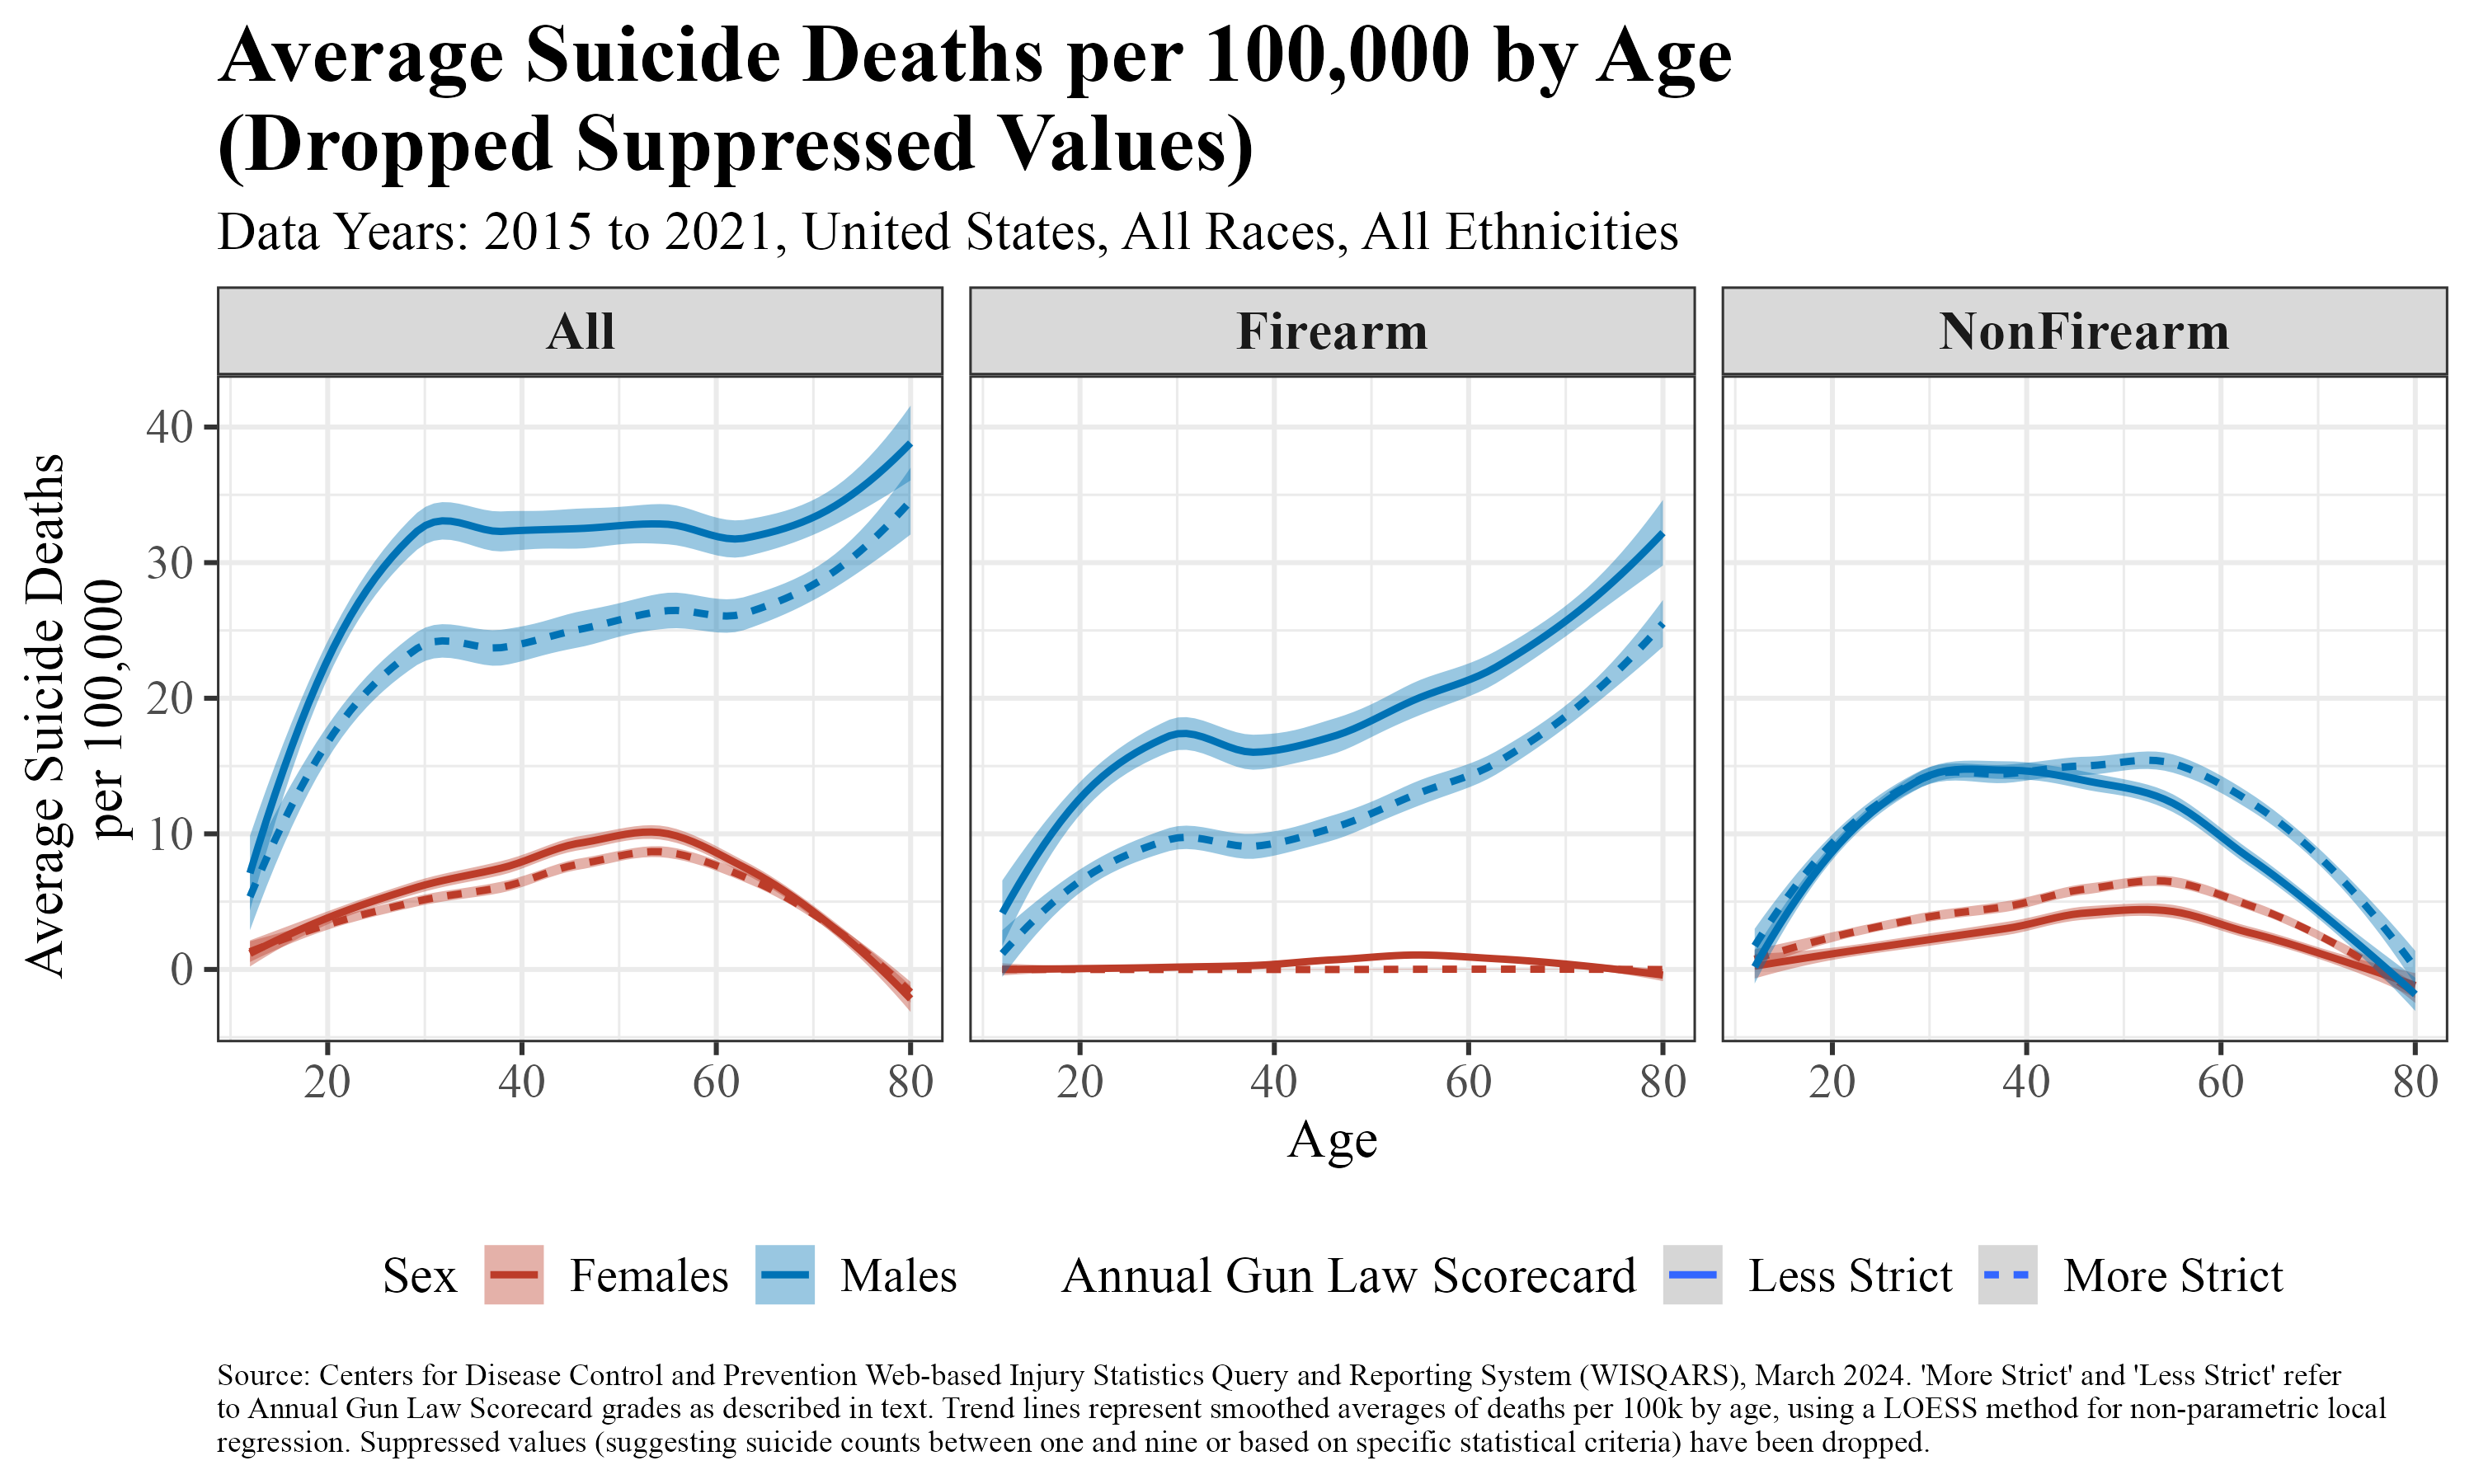 Average Suicide Deaths per 100,000 by Age
(Dropped Suppressed Values)
Data Years: 2015 to 2021, United States, All Races, All Ethnicities
All
Firearm
NonFirearm
Average Suicide Deaths
per 100,000
40
30
20
10
0
20 40 60 80
20 40 60 80
20 40 60 80
Age
Sex Females Males Annual Gun Law Scorecard Less Strict More Strict
Source: Centers for Disease Control and Prevention Web-based Injury Statistics Query and Reporting System (WISQARS), March 2024. 'More Strict' and 'Less Strict' refer
to Annual Gun Law Scorecard grades as described in text. Trend lines represent smoothed averages of deaths per 100k by age, using a LOESS method for non-parametric local
regression. Suppressed values (suggesting suicide counts between one and nine or based on specific statistical criteria) have been dropped.